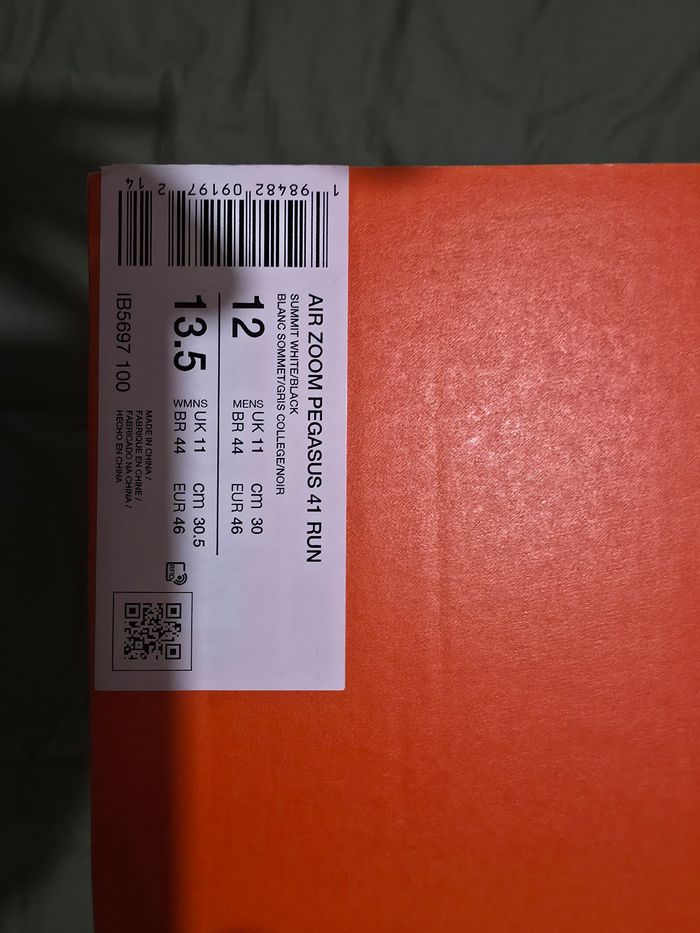 AIR ZOOM PEGASUS 41 RUN
SUMMIT WHITE/BLACK
BLANC SOMMET/GRIS COLLEGE/NOIR
12 MENS UK 11 cm 30
BR 44 EUR 46
13.5 WMNS UK 11 cm 30.5
BR 44 EUR 46
IB5697 100
MADE IN CHINA /
FABRIQUE EN CHINE /
FABRICADO NA CHINA /
HECHO EN CHINA
RFID
1 98482 09197 2 14